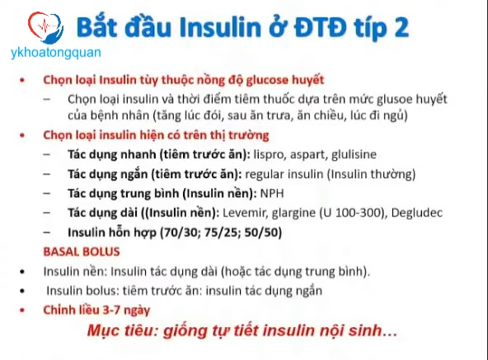 Bắt đầu Insulin ở ĐTĐ típ 2
ykhoatongquan
• Chọn loại Insulin tùy thuộc nồng độ glucose huyết
– Chọn loại insulin và thời điểm tiêm thuốc dựa trên mức glusoe huyết
của bệnh nhân (tăng lúc đói, sau ăn trưa, ăn chiều, lúc đi ngủ)
• Chọn loại insulin hiện có trên thị trường
– Tác dụng nhanh (tiêm trước ăn): lispro, aspart, glulisine
– Tác dụng ngắn (tiêm trước ăn): regular insulin (Insulin thường)
– Tác dụng trung bình (Insulin nền): NPH
– Tác dụng dài ((Insulin nền): Levemir, glargine (U 100-300), Degludec
– Insulin hỗn hợp (70/30; 75/25; 50/50)
BASAL BOLUS
• Insulin nền: Insulin tác dụng dài (hoặc tác dụng trung bình).
• Insulin bolus: tiêm trước ăn: insulin tác dụng ngắn
• Chỉnh liều 3-7 ngày
Mục tiêu: giống tự tiết insulin nội sinh...